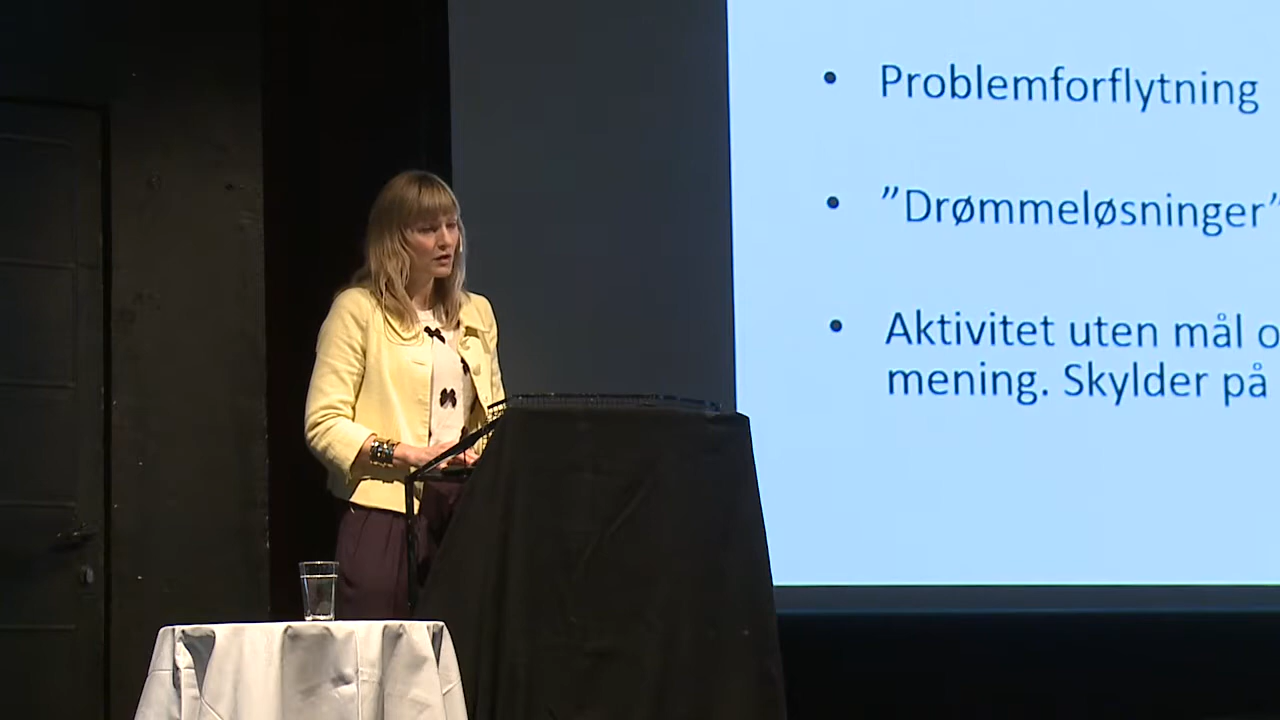 • Problemforflytning
• ”Drømmeløsninger”
• Aktivitet uten mål
mening. Skylder på